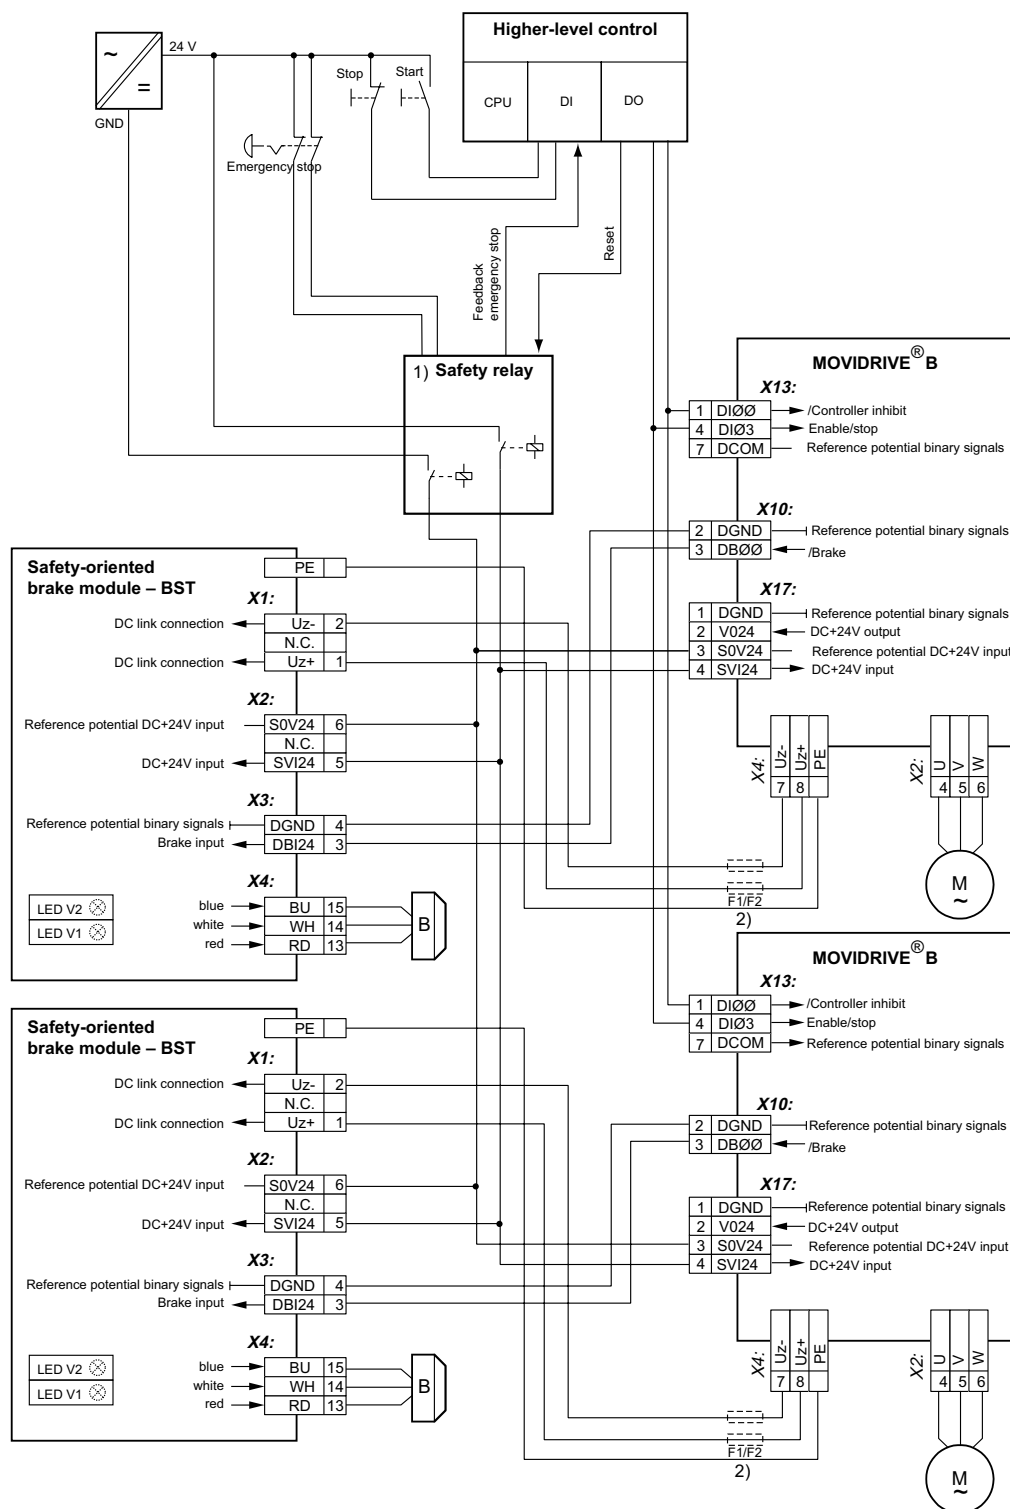 Higher-level control
24 V
~
=
GND
Stop
Start
CPU
DI
DO
Emergency stop
Feedback
emergency stop
Reset
1) Safety relay
MOVIDRIVE® B
X13:
1 DIØØ /Controller inhibit
4 DIØ3 Enable/stop
7 DCOM Reference potential binary signals
X10:
2 DGND Reference potential binary signals
3 DBØØ /Brake
X17:
1 DGND Reference potential binary signals
2 V024 DC+24V output
3 S0V24 Reference potential DC+24V input
4 SVI24 DC+24V input
X4:
Uz- Uz+ PE
7 8
X2:
U V W
4 5 6
M
~
F1/F2
2)
Safety-oriented
brake module – BST
PE
X1:
DC link connection Uz- 2
N.C.
DC link connection Uz+ 1
X2:
Reference potential DC+24V input S0V24 6
N.C.
DC+24V input SVI24 5
X3:
Reference potential binary signals DGND 4
Brake input DBI24 3
X4:
blue BU 15
white WH 14
red RD 13
B
LED V2
LED V1
MOVIDRIVE® B
X13:
1 DIØØ /Controller inhibit
4 DIØ3 Enable/stop
7 DCOM Reference potential binary signals
X10:
2 DGND Reference potential binary signals
3 DBØØ /Brake
X17:
1 DGND Reference potential binary signals
2 V024 DC+24V output
3 S0V24 Reference potential DC+24V input
4 SVI24 DC+24V input
X4:
Uz- Uz+ PE
7 8
X2:
U V W
4 5 6
M
~
F1/F2
2)
Safety-oriented
brake module – BST
PE
X1:
DC link connection Uz- 2
N.C.
DC link connection Uz+ 1
X2:
Reference potential DC+24V input S0V24 6
N.C.
DC+24V input SVI24 5
X3:
Reference potential binary signals DGND 4
Brake input DBI24 3
X4:
blue BU 15
white WH 14
red RD 13
B
LED V2
LED V1